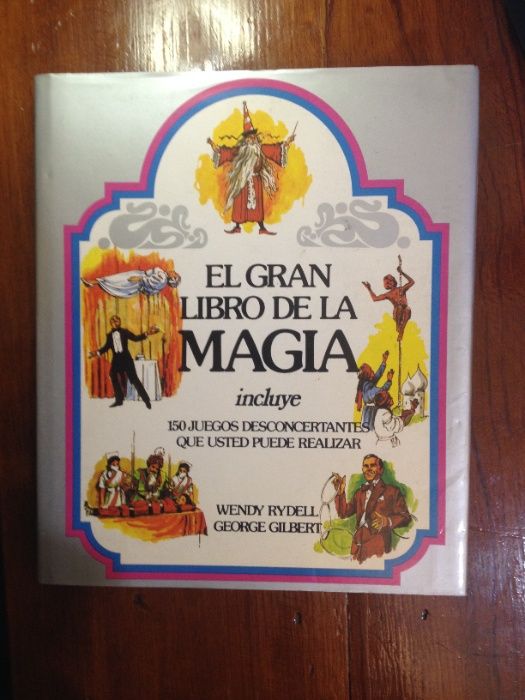 EL GRAN
LIBRO DE LA
MAGIA
incluye
150 JUEGOS DESCONCERTANTES
QUE USTED PUEDE REALIZAR
WENDY RYDELL
GEORGE GILBERT